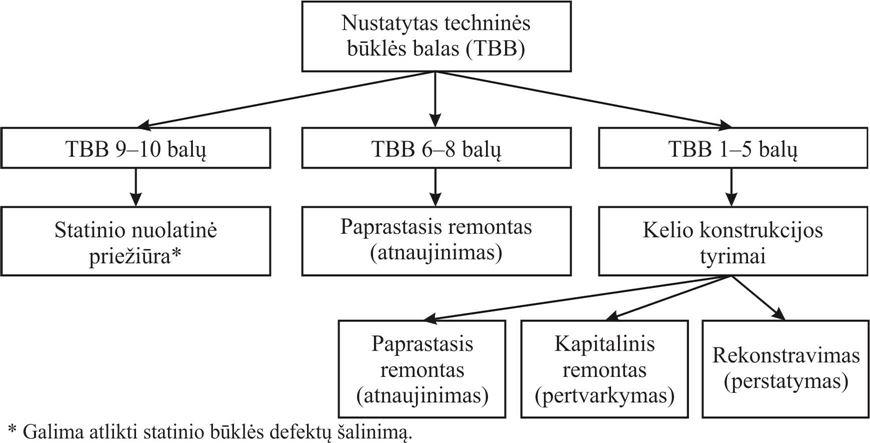 Nustatytas techninės
būklės balas (TBB)
TBB 9–10 balų
TBB 6–8 balų
TBB 1–5 balų
Statinio nuolatinė
priežiūra*
Paprastasis remontas
(atnaujinimas)
Kelio konstrukcijos
tyrimai
Paprastasis
remontas
(atnaujinimas)
Kapitalinis
remontas
(pertvarkymas)
Rekonstravimas
(perstatymas)
* Galima atlikti statinio būklės defektų šalinimą.